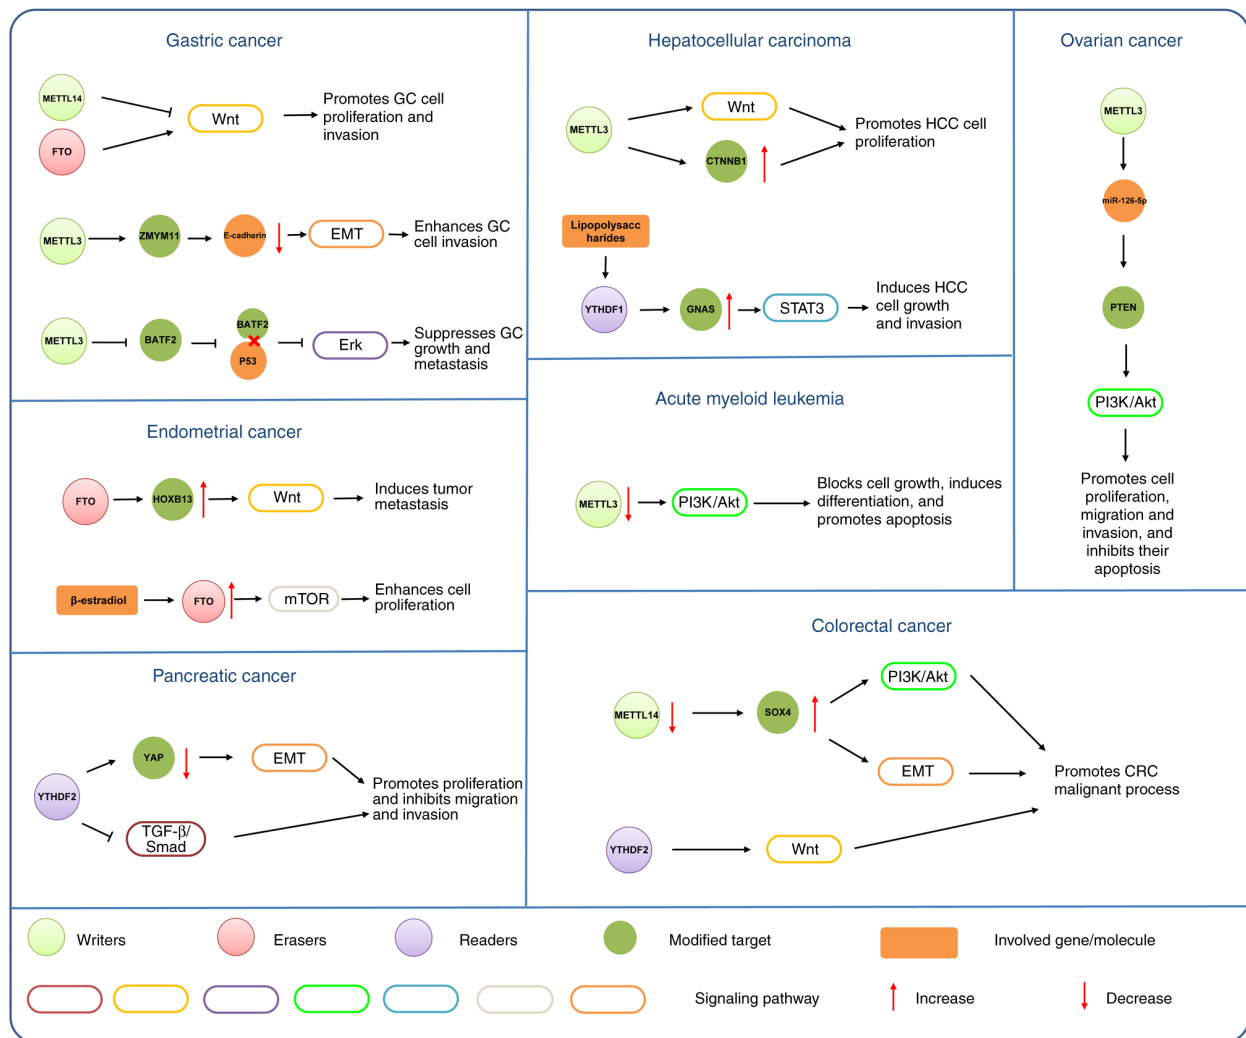 Gastric cancer
METTL14
FTO
Wnt
Promotes GC cell
proliferation and
invasion
METTL3
ZMYM11
E-cadherin
EMT
Enhances GC
cell invasion
METTL3
BATF2
BATF2
P53
Erk
Suppresses GC
growth and
metastasis
Hepatocellular carcinoma
METTL3
Wnt
CTNNB1
Promotes HCC cell
proliferation
Lipopolysacc
harides
YTHDF1
GNAS
STAT3
Induces HCC
cell growth
and invasion
Ovarian cancer
METTL3
miR-126-5p
PTEN
PI3K/Akt
Promotes cell
proliferation,
migration and
invasion, and
inhibits their
apoptosis
Endometrial cancer
FTO
HOXB13
Wnt
Induces tumor
metastasis
β-estradiol
FTO
mTOR
Enhances cell
proliferation
Acute myeloid leukemia
METTL3
PI3K/Akt
Blocks cell growth, induces
differentiation, and
promotes apoptosis
Pancreatic cancer
YTHDF2
YAP
EMT
TGF-β/
Smad
Promotes proliferation
and inhibits migration
and invasion
Colorectal cancer
METTL14
SOX4
PI3K/Akt
EMT
YTHDF2
Wnt
Promotes CRC
malignant process
Writers
Erasers
Readers
Modified target
Involved gene/molecule
Signaling pathway
Increase
Decrease